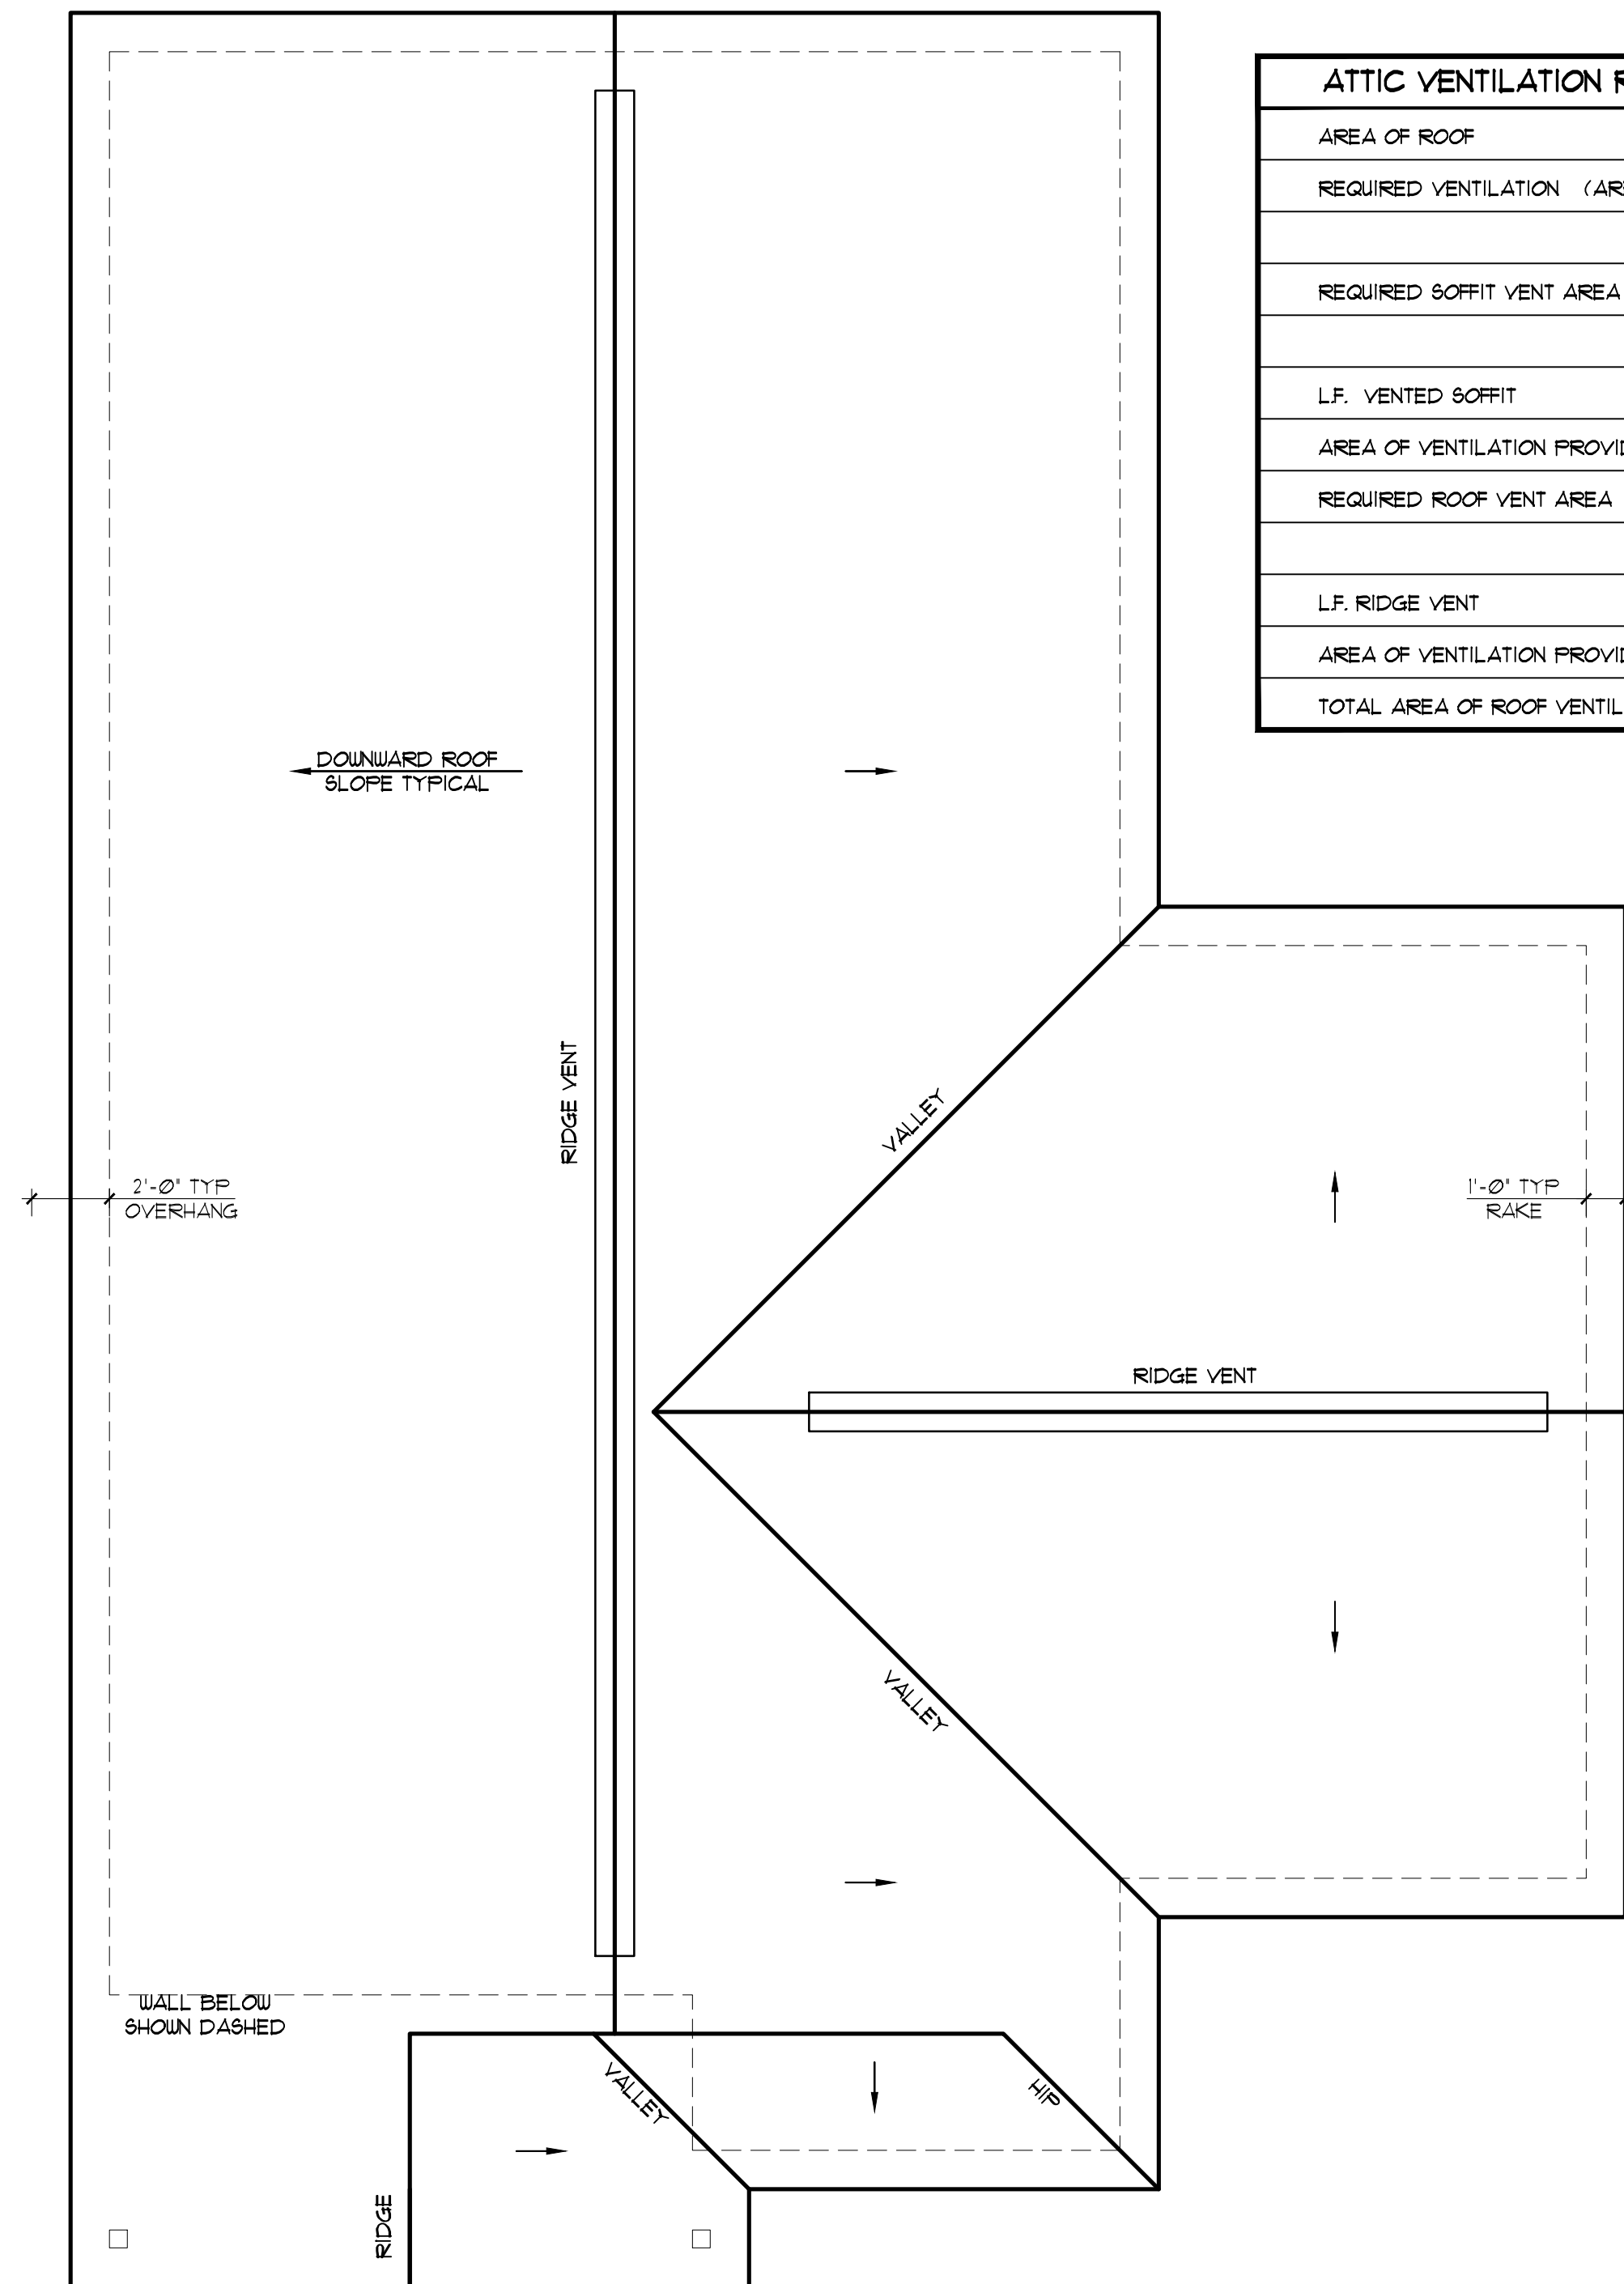 ATTIC VENTILATION R
AREA OF ROOF
REQUIRED VENTILATION (AR
REQUIRED SOFFIT VENT AREA
L.F. VENTED SOFFIT
AREA OF VENTILATION PROVI
REQUIRED ROOF VENT AREA
L.F. RIDGE VENT
AREA OF VENTILATION PROVI
TOTAL AREA OF ROOF VENTIL
DOWNWARD ROOF
SLOPE TYPICAL
RIDGE VENT
VALLEY
2'-0" TYP
OVERHANG
1'-0" TYP
RAKE
RIDGE VENT
VALLEY
WALL BELOW
SHOWN DASHED
VALLEY
HIP
RIDGE